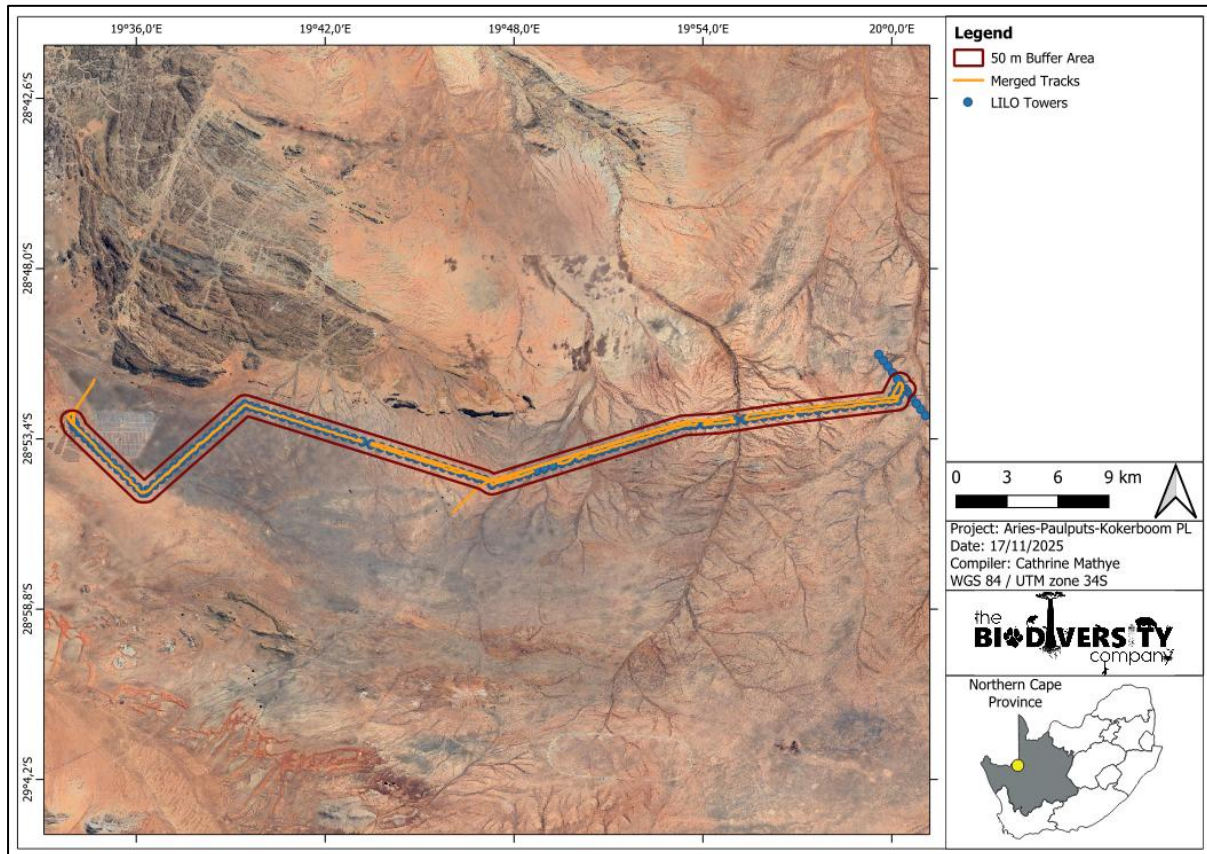 19°36,0'E 19°42,0'E 19°48,0'E 19°54,0'E 20°0,0'E
28°42,6'S
28°48,0'S
28°53,4'S
28°58,8'S
29°4,2'S
Legend
50 m Buffer Area
Merged Tracks
LILO Towers
0 3 6 9 km
Project: Aries-Paulputs-Kokerboom PL
Date: 17/11/2025
Compiler: Cathrine Mathye
WGS 84 / UTM zone 34S
the
BIODIVERSITY
company
Northern Cape
Province